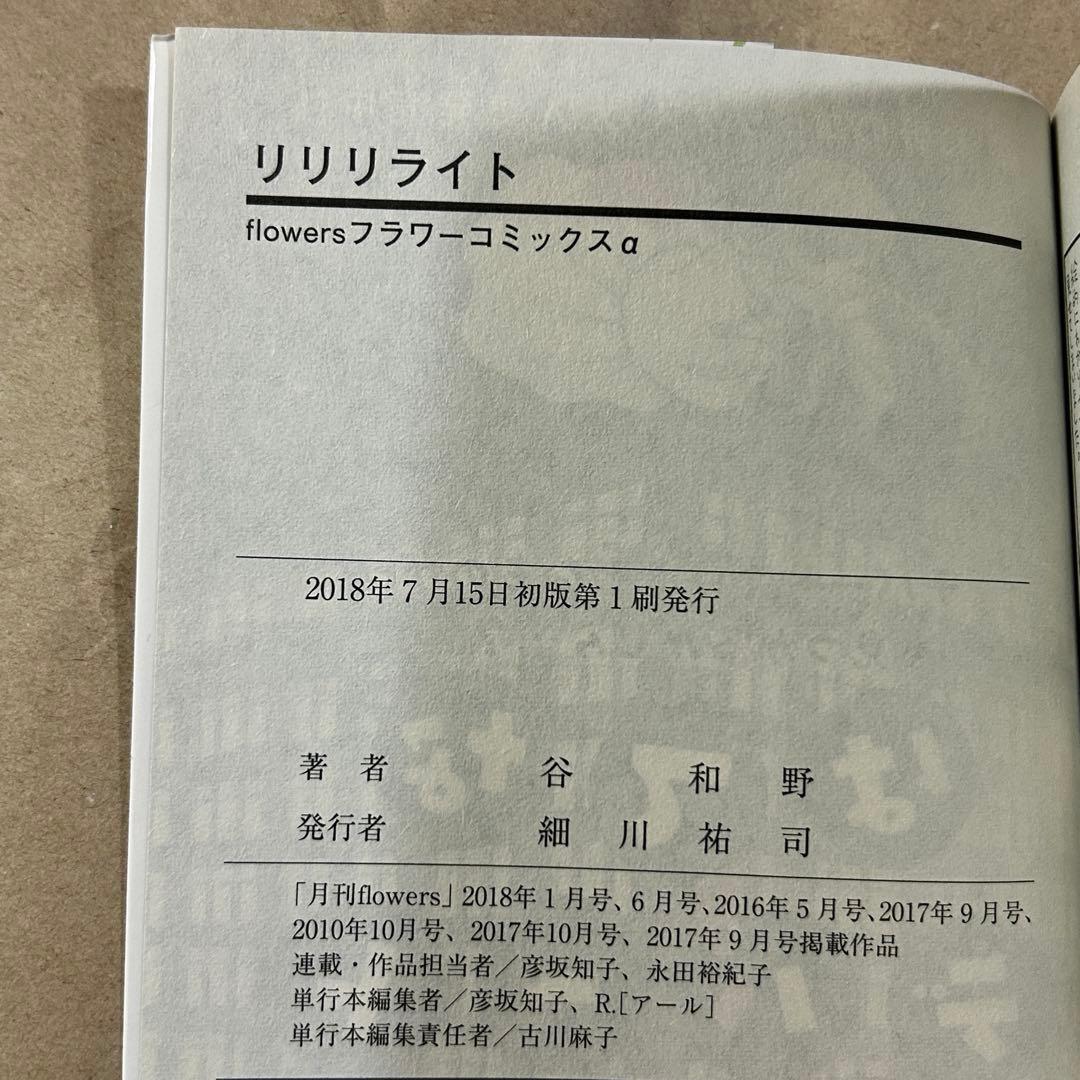 リリリライト
flowersフラワーコミックスα
2018年7月15日初版第1刷発行
著者 谷 和野
発行者 細川祐司
「月刊flowers」2018年1月号、6月号、2016年5月号、2017年9月号、
2010年10月号、2017年10月号、2017年9月号掲載作品
連載・作品担当者／彦坂知子、永田裕紀子
単行本編集者／彦坂知子、R.[アール]
単行本編集責任者／古川麻子